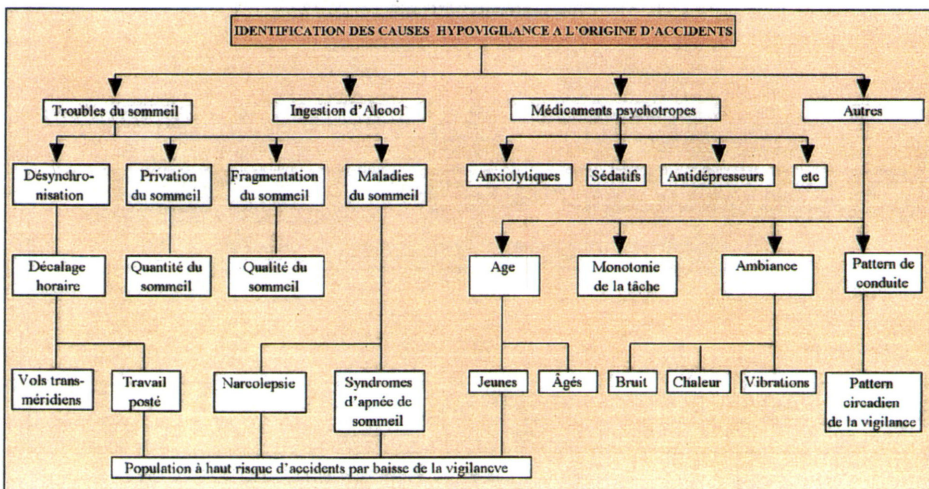 IDENTIFICATION DES CAUSES HYPOVIGILANCE A L'ORIGINE D'ACCIDENTS
Troubles du sommeil
Ingestion d'Alcool
Médicaments psychotropes
Autres
Désynchro-
nisation
Privation
du sommeil
Fragmentation
du sommeil
Maladies
du sommeil
Anxiolytiques
Sédatifs
Antidépresseurs
etc
Décalage
horaire
Quantité du
sommeil
Qualité du
sommeil
Age
Monotonie
de la tâche
Ambiance
Pattern de
conduite
Vols trans-
méridiens
Travail
posté
Narcolepsie
Syndromes
d'apnée de
sommeil
Jeunes
Âgés
Bruit
Chaleur
Vibrations
Pattern
circadien
de la vigilance
Population à haut risque d'accidents par baisse de la vigilanceve